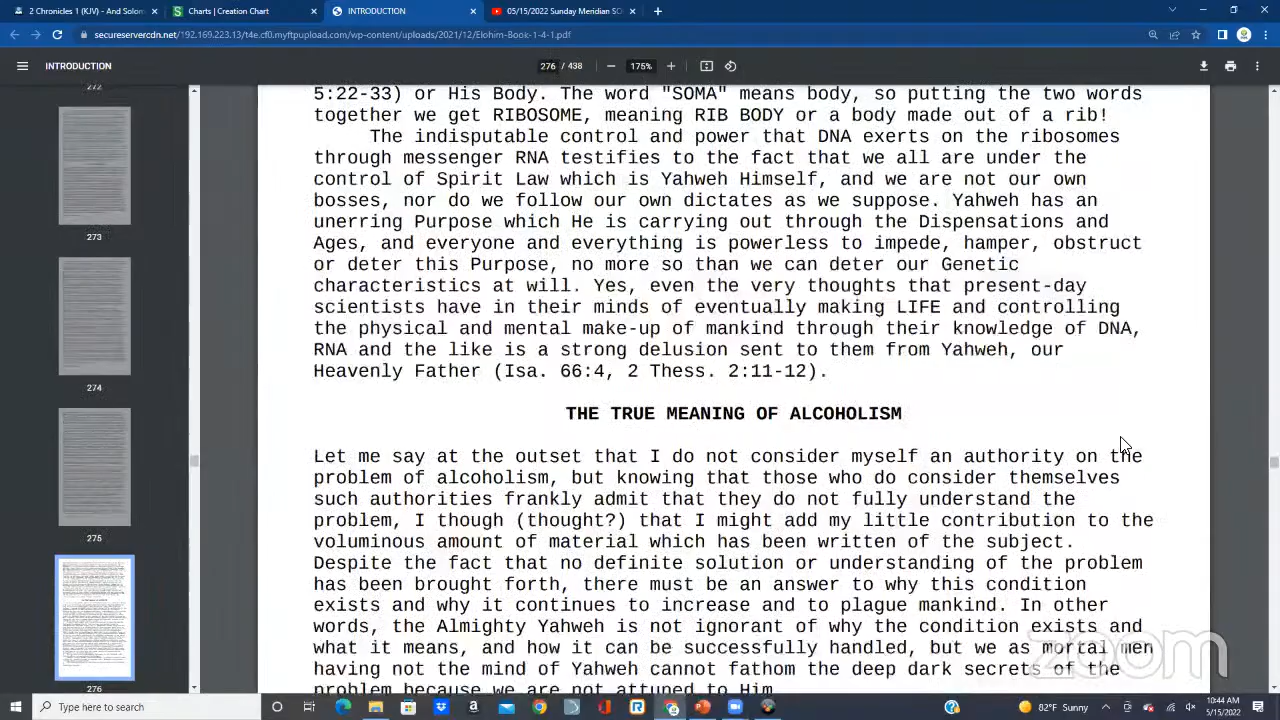 2 Chronicles 1 (KJV) - And Solom
Charts | Creation Chart
INTRODUCTION
05/15/2022 Sunday Meridian SC
secureservercdn.net/192.169.223.13/t4e.cf0.myftpupload.com/wp-content/uploads/2021/12/Elohim-Book-1-4-1.pdf
INTRODUCTION
276 / 438
175%
272
273
274
275
276
5:22-33) or His Body. The word "SOMA" means body, so putting the two words
together we get RIBOSOME, meaning RIB BODY or a body made out of a rib!
The indisputable control and power that DNA exerts on the ribosomes
through messenger RNA testifies to the fact that we all are under the
control of Spirit Law which is Yahweh Himself, and we are not our own
bosses, nor do we follow our own dictates as we suppose. Yahweh has an
unerring Purpose which He is carrying out through the Dispensations and
Ages, and everyone and everything is powerless to impede, hamper, obstruct
or deter this Purpose, no more so than we can deter our Genetic
characteristics at will. Yes, even the very thoughts that present-day
scientists have in their minds of eventually making LIFE and controlling
the physical and mental make-up of mankind through their knowledge of DNA,
RNA and the like is a strong delusion sent to them from Yahweh, our
Heavenly Father (Isa. 66:4, 2 Thess. 2:11-12).
THE TRUE MEANING OF ALCOHOLISM
Let me say at the outset that I do not consider myself an authority on the
problem of alcoholism, but knowing that those who do consider themselves
such authorities frankly admit that they do not fully understand the
problem, I though (thought?) that I might add my little contribution to the
voluminous amount of material which has been written of the subject.
Despite the fact that no definite solution or understanding of the problem
has been brought forth, there must be an answer to why this condition
exists and why it continues to increase and to plague mankind. In other
words, the Almighty Yahweh is not ignorant of why the condition exists and
what it means, and how it can be successfully handled, but we as mortal men
having not the mind of Yahweh cannot fathom the deep dark secrets of the
problem because we are not attuned to Him
zoom
Type here to search
82°F Sunny
10:44 AM
5/15/2022